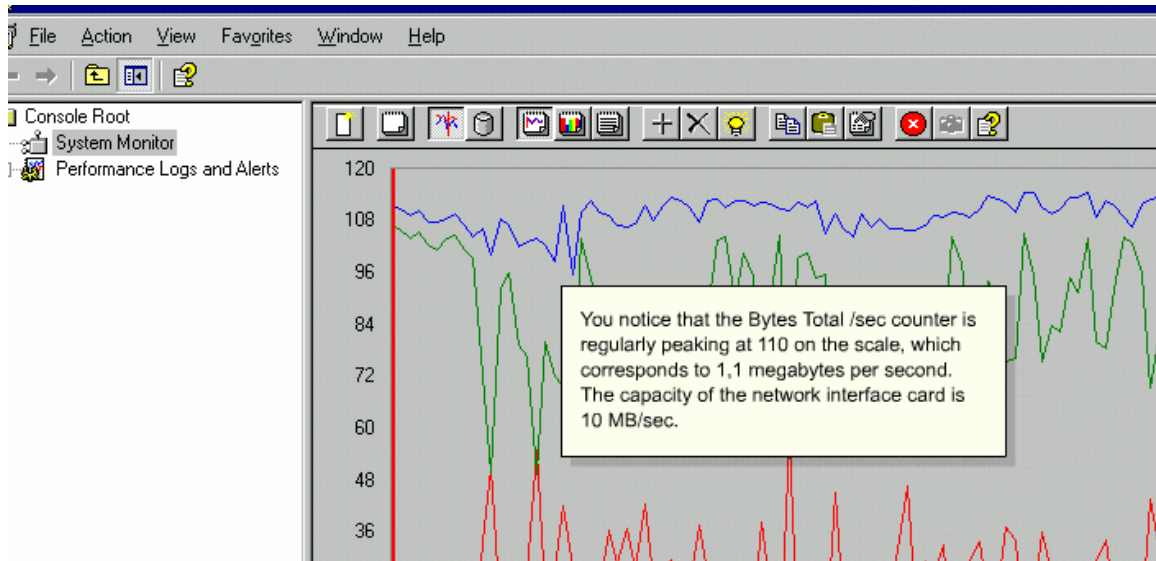 File Action View Favorites Window Help
Console Root
System Monitor
Performance Logs and Alerts
120
108
96
84
72
60
48
36
You notice that the Bytes Total /sec counter is
regularly peaking at 110 on the scale, which
corresponds to 1,1 megabytes per second.
The capacity of the network interface card is
10 MB/sec.